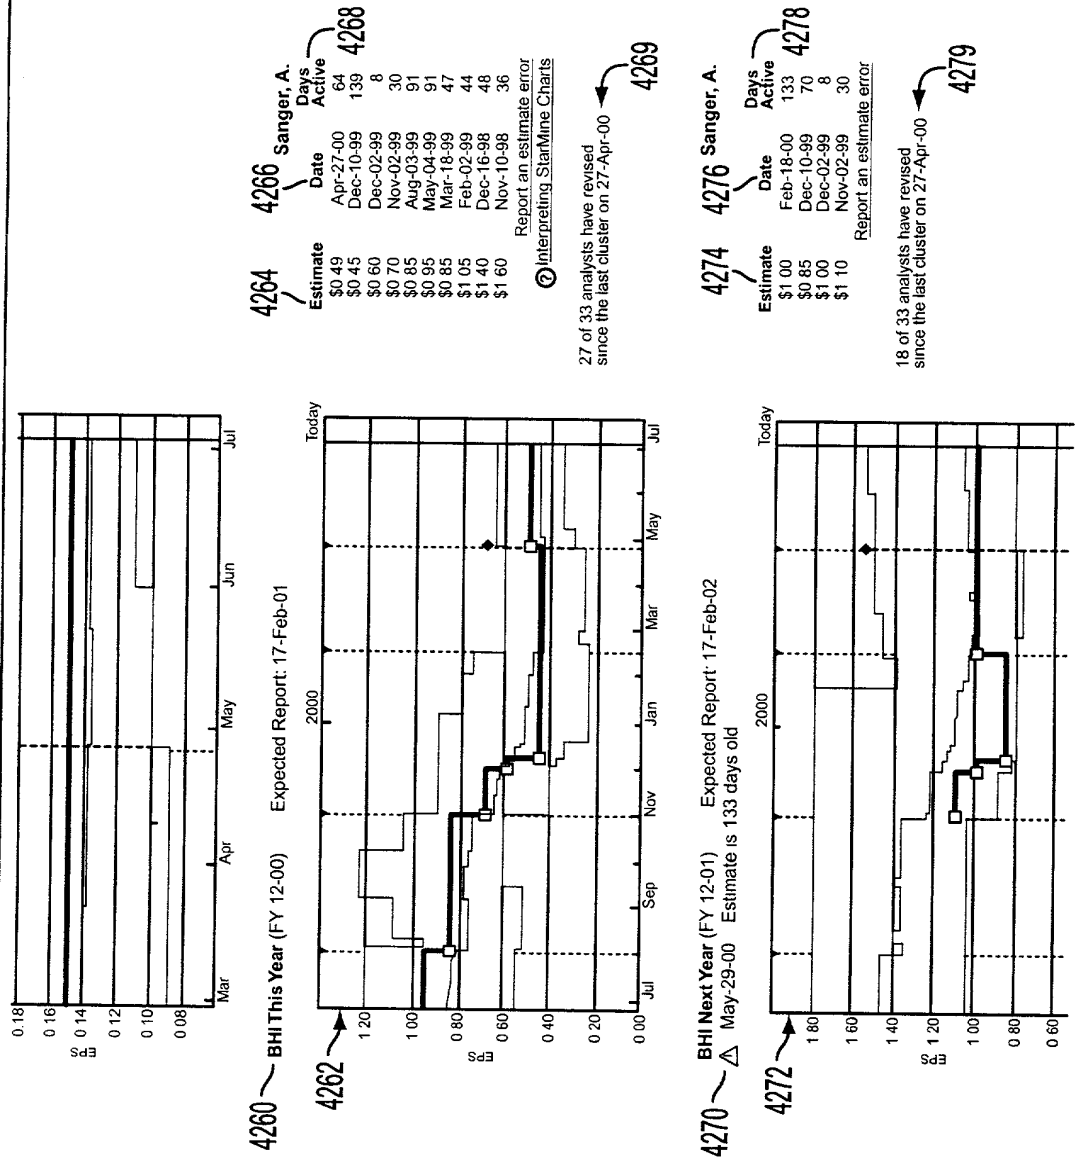 0 18
0 16
0 14
0 12
0 10
0 08
EPS
Mar
Apr
May
Jun
Jul
4260
BHI This Year (FY 12-00) Expected Report: 17-Feb-01
4262
2000
Today
1 20
1 00
0 80
0 60
0 40
0 20
0 00
EPS
Jul
Sep
Nov
Jan
Mar
May
Jul
4264
4266
4268
Sanger, A.
Estimate Date Days Active
$0 49 Apr-27-00 64
$0 45 Dec-10-99 139
$0 60 Dec-02-99 8
$0 70 Nov-02-99 30
$0 85 Aug-03-99 91
$0 95 May-04-99 91
$0 85 Mar-18-99 47
$1 05 Feb-02-99 44
$1 40 Dec-16-98 48
$1 60 Nov-10-98 36
Report an estimate error
? Interpreting StarMine Charts
27 of 33 analysts have revised
since the last cluster on 27-Apr-00
4269
4270
BHI Next Year (FY 12-01) Expected Report 17-Feb-02
May-29-00 Estimate is 133 days old
4272
2000
Today
1 80
1 60
1 40
1 20
1 00
0 80
0 60
EPS
4274
4276
4278
Sanger, A.
Estimate Date Days Active
$1 00 Feb-18-00 133
$0 85 Dec-10-99 70
$1 00 Dec-02-99 8
$1 10 Nov-02-99 30
Report an estimate error
18 of 33 analysts have revised
since the last cluster on 27-Apr-00
4279